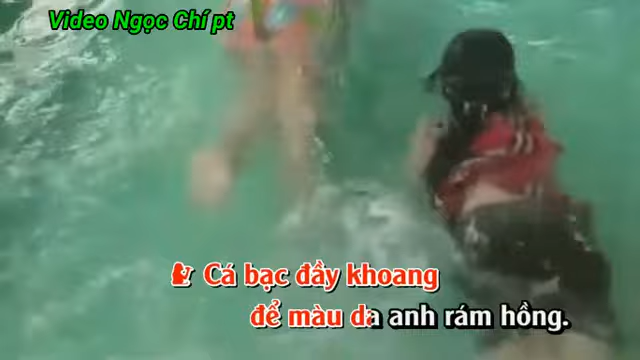 Video Ngọc Chí pt
Cá bạc đầy khoang
để màu da anh rám hồng.